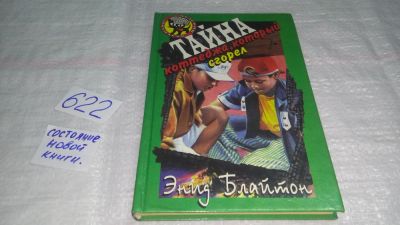 622
состояние
новой
книги.
ТАЙНА
коттеджа, который
сгорел
Энид Блайтон